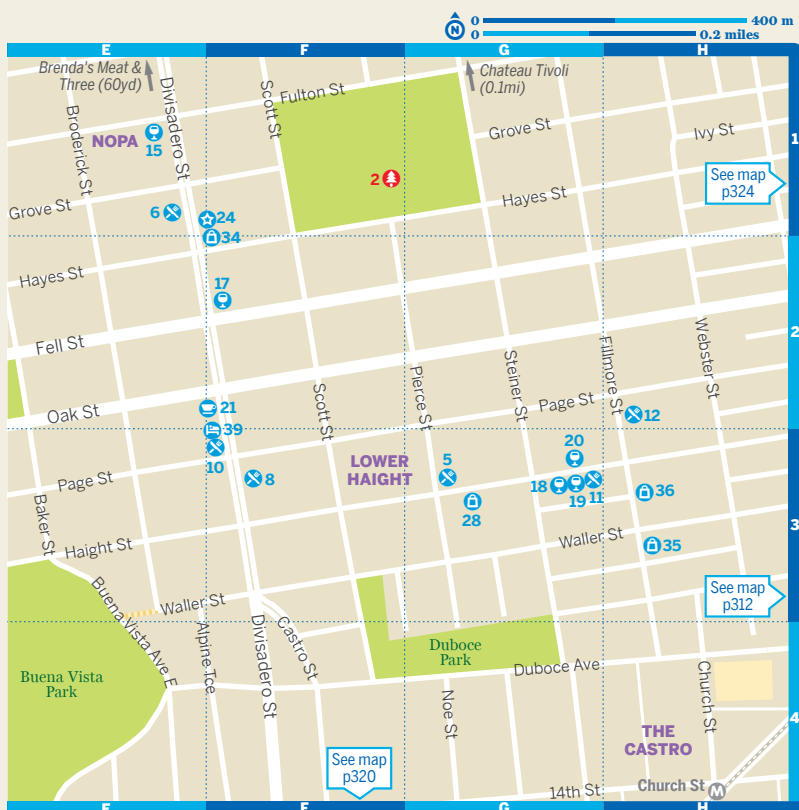 N
0
400 m
0
0.2 miles
E
F
G
H
Brenda's Meat &
Three (60yd)
Chateau Tivoli
(0.1mi)
Divisadero St
Scott St
Fulton St
Broderick St
NOPA
15
Grove St
Ivy St
1
2
See map
p324
Hayes St
Grove St
6
24
34
Hayes St
17
Fell St
2
Webster St
Fillmore St
Steiner St
Pierce St
Scott St
Page St
Oak St
21
12
39
10
20
LOWER
HAIGHT
5
8
Page St
18
19
11
36
28
3
Baker St
Haight St
Waller St
35
Buena Vista Ave E
Waller St
See map
p312
Alpine Tce
Divisadero St
Castro St
Duboce
Park
Duboce Ave
Buena Vista
Park
Noe St
Church St
4
THE
CASTRO
See map
p320
14th St
Church St
M
E
F
G
H